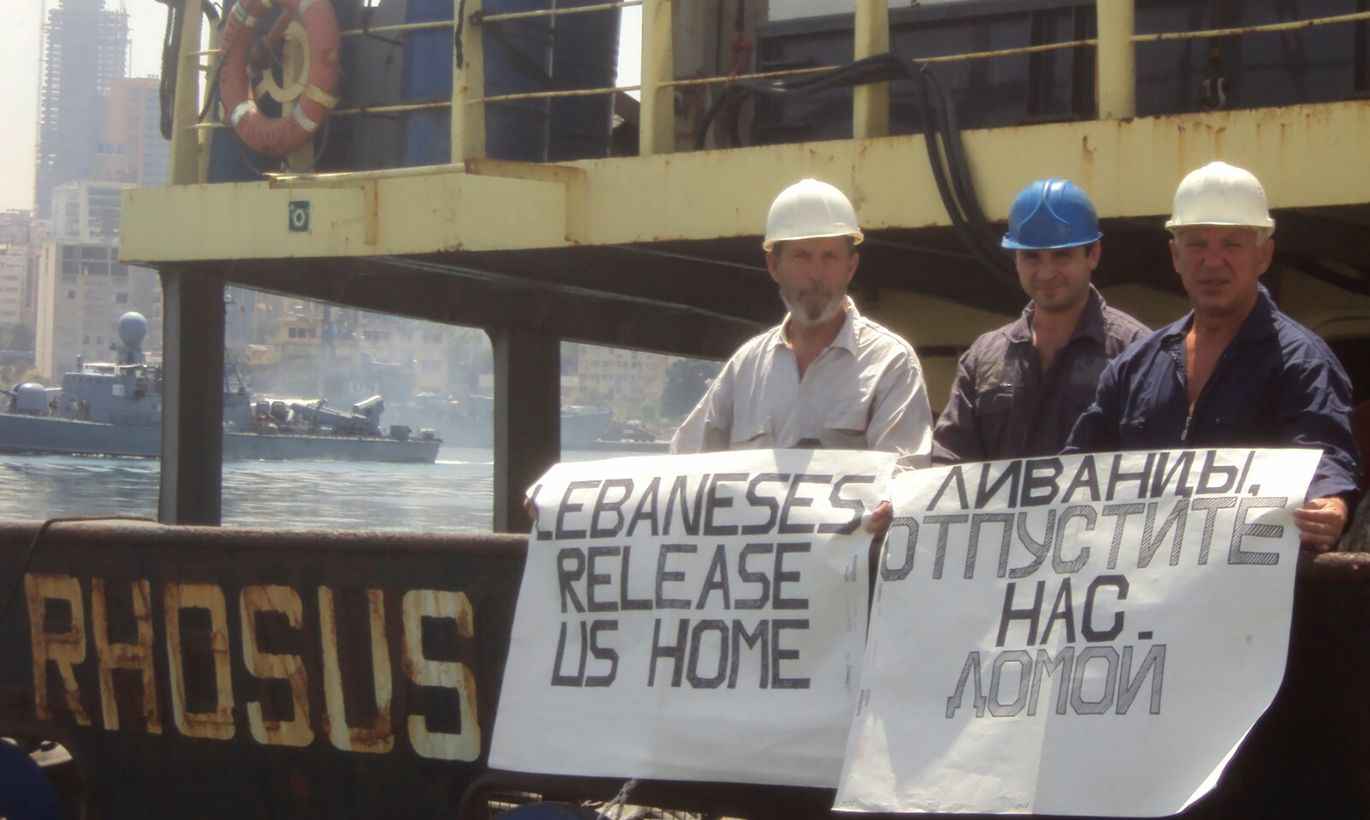 RHOSUS
LEBANESES
RELEASE
US HOME
ЛИВАНЦЫ,
ОТПУСТИТЕ
НАС
ДОМОЙ